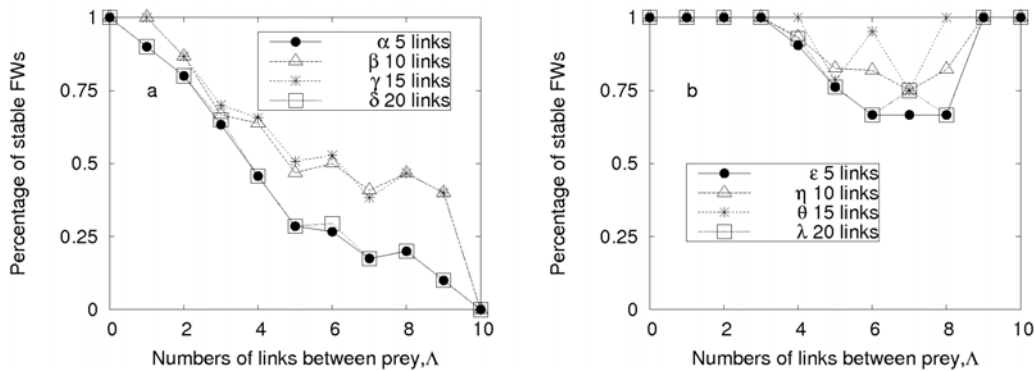 1
0.75
0.5
0.25
0
Percentage of stable FWs
a
α 5 links
β 10 links
γ 15 links
δ 20 links
0 2 4 6 8 10
Numbers of links between prey,Λ
1
0.75
0.5
0.25
0
Percentage of stable FWs
b
ε 5 links
η 10 links
θ 15 links
λ 20 links
0 2 4 6 8 10
Numbers of links between prey,Λ